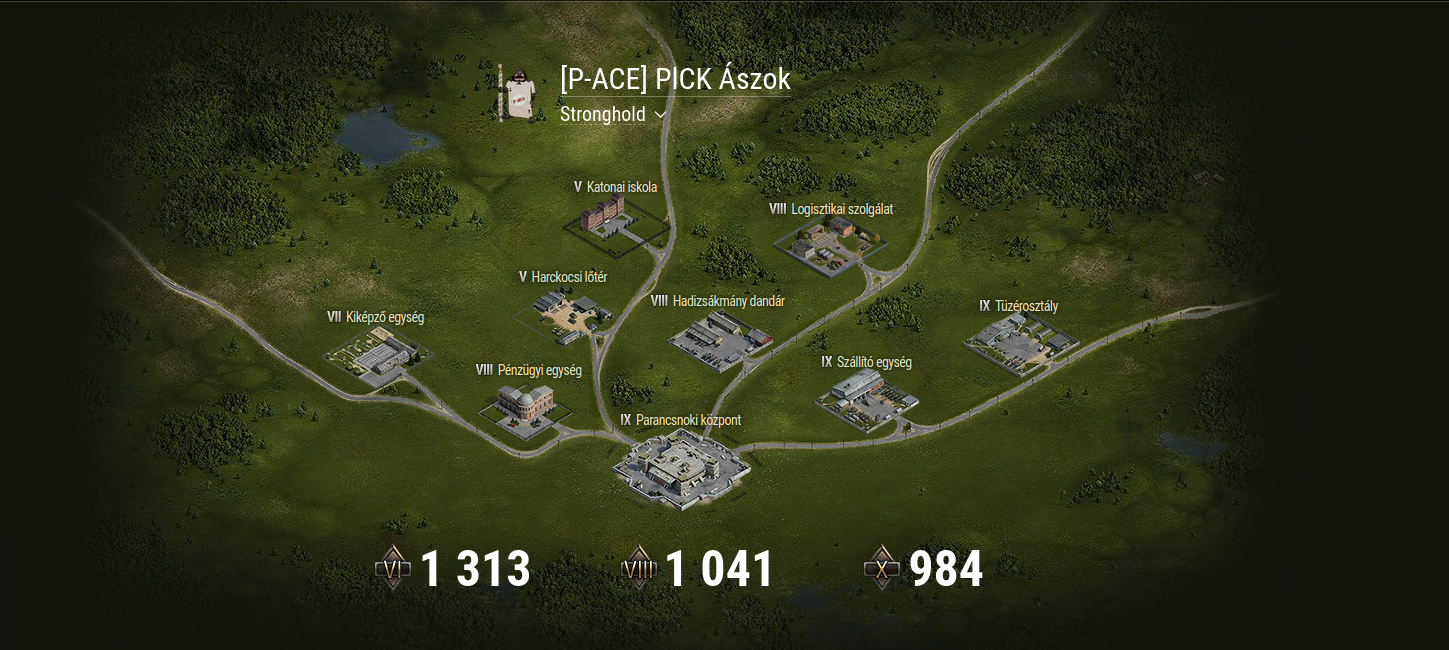 [P-ACE] PICK Ászok
Stronghold
V Katonai iskola
VIII Logisztikai szolgálat
V Harckocsi lőtér
VIII Hadizsákmány dandár
IX Tüzérosztály
VII Kiképző egység
IX Szállító egység
VIII Pénzügyi egység
IX Parancsnoki központ
VI 1 313
VIII 1 041
X 984